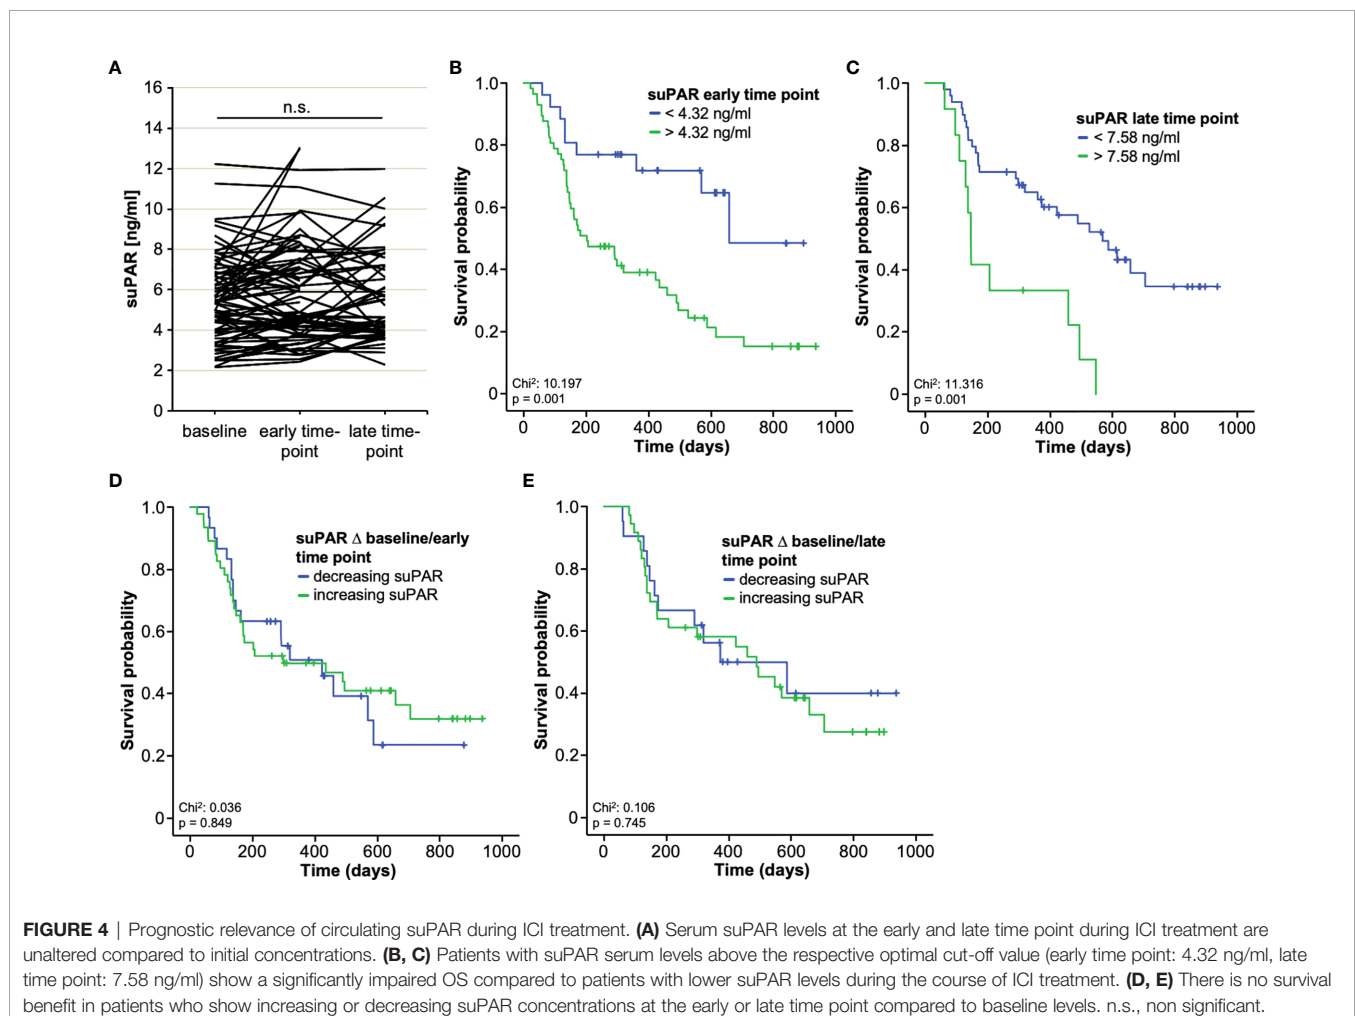 A
16
14
12
10
8
6
4
2
0
suPAR [ng/ml]
n.s.
baseline early time- late time-
point point
B
1.0
0.8
0.6
0.4
0.2
0
Survival probability
suPAR early time point
< 4.32 ng/ml
> 4.32 ng/ml
Chi²: 10.197
p = 0.001
0 200 400 600 800 1000
Time (days)
C
1.0
0.8
0.6
0.4
0.2
0
Survival probability
suPAR late time point
< 7.58 ng/ml
> 7.58 ng/ml
Chi²: 11.316
p = 0.001
0 200 400 600 800 1000
Time (days)
D
1.0
0.8
0.6
0.4
0.2
0
Survival probability
suPAR Δ baseline/early
time point
decreasing suPAR
increasing suPAR
Chi²: 0.036
p = 0.849
0 200 400 600 800 1000
Time (days)
E
1.0
0.8
0.6
0.4
0.2
0
Survival probability
suPAR Δ baseline/late
time point
decreasing suPAR
increasing suPAR
Chi²: 0.106
p = 0.745
0 200 400 600 800 1000
Time (days)
FIGURE 4 | Prognostic relevance of circulating suPAR during ICI treatment. (A) Serum suPAR levels at the early and late time point during ICI treatment are
unaltered compared to initial concentrations. (B, C) Patients with suPAR serum levels above the respective optimal cut-off value (early time point: 4.32 ng/ml, late
time point: 7.58 ng/ml) show a significantly impaired OS compared to patients with lower suPAR levels during the course of ICI treatment. (D, E) There is no survival
benefit in patients who show increasing or decreasing suPAR concentrations at the early or late time point compared to baseline levels. n.s., non significant.